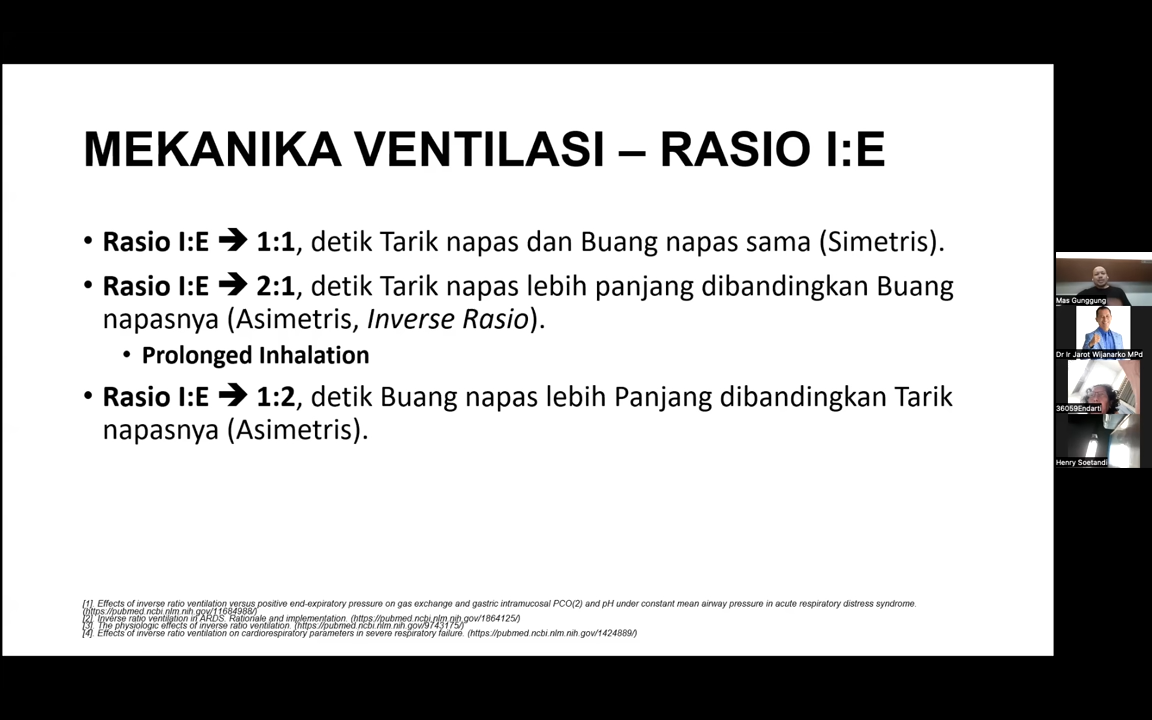 MEKANIKA VENTILASI – RASIO I:E
• Rasio I:E ➔ 1:1, detik Tarik napas dan Buang napas sama (Simetris).
• Rasio I:E ➔ 2:1, detik Tarik napas lebih panjang dibandingkan Buang
napasnya (Asimetris, Inverse Rasio).
• Prolonged Inhalation
• Rasio I:E ➔ 1:2, detik Buang napas lebih Panjang dibandingkan Tarik
napasnya (Asimetris).
[1]. Effects of inverse ratio ventilation versus positive end-expiratory pressure on gas exchange and gastric intramucosal PCO(2) and pH under constant mean airway pressure in acute respiratory distress syndrome.
(https://pubmed.ncbi.nlm.nih.gov/11684988/)
[2]. Inverse ratio ventilation in ARDS. Rationale and implementation. (https://pubmed.ncbi.nlm.nih.gov/1864125/)
[3]. The physiologic effects of inverse ratio ventilation. (https://pubmed.ncbi.nlm.nih.gov/9743175/)
[4]. Effects of inverse ratio ventilation on cardiorespiratory parameters in severe respiratory failure. (https://pubmed.ncbi.nlm.nih.gov/1424889/)
Mas Gunggung
Dr Ir Jarot Wijanarko MPd
36059Endarti
Henry Soetandi